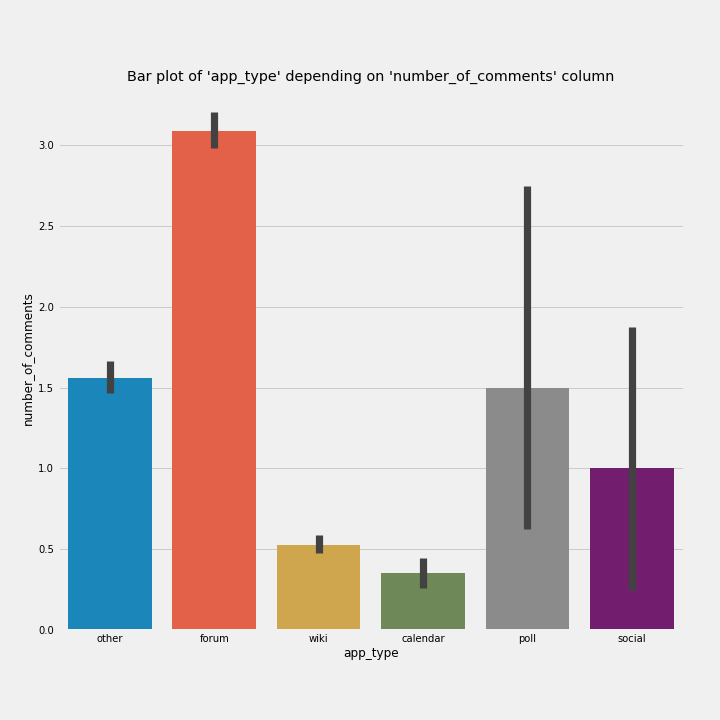 Bar plot of 'app_type' depending on 'number_of_comments' column
3.0
2.5
2.0
1.5
1.0
0.5
0.0
number_of_comments
other forum wiki calendar poll social
app_type